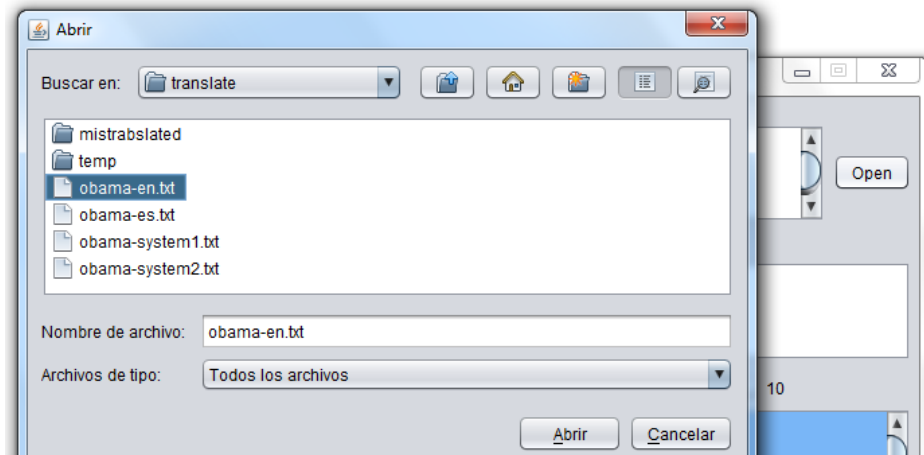 Abrir
Buscar en: translate
mistrabslated
temp
obama-en.txt
Open
obama-es.txt
obama-system1.txt
obama-system2.txt
Nombre de archivo: obama-en.txt
Archivos de tipo: Todos los archivos
10
Abrir Cancelar